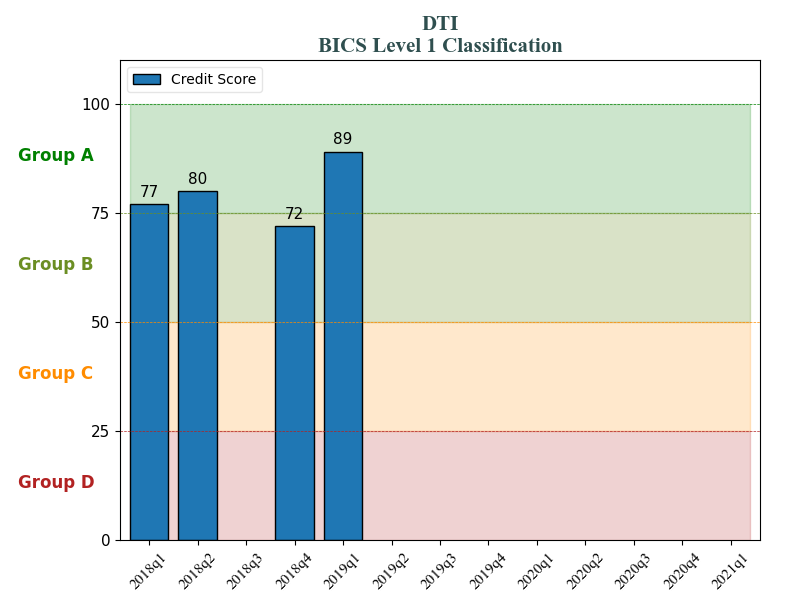 DTI
BICS Level 1 Classification
Credit Score
100
89
Group A
80
77
75
72
Group B
50
Group C
25
Group D
0
2018q1 2018q2 2018q3 2018q4 2019q1 2019q2 2019q3 2019q4 2020q1 2020q2 2020q3 2020q4 2021q1